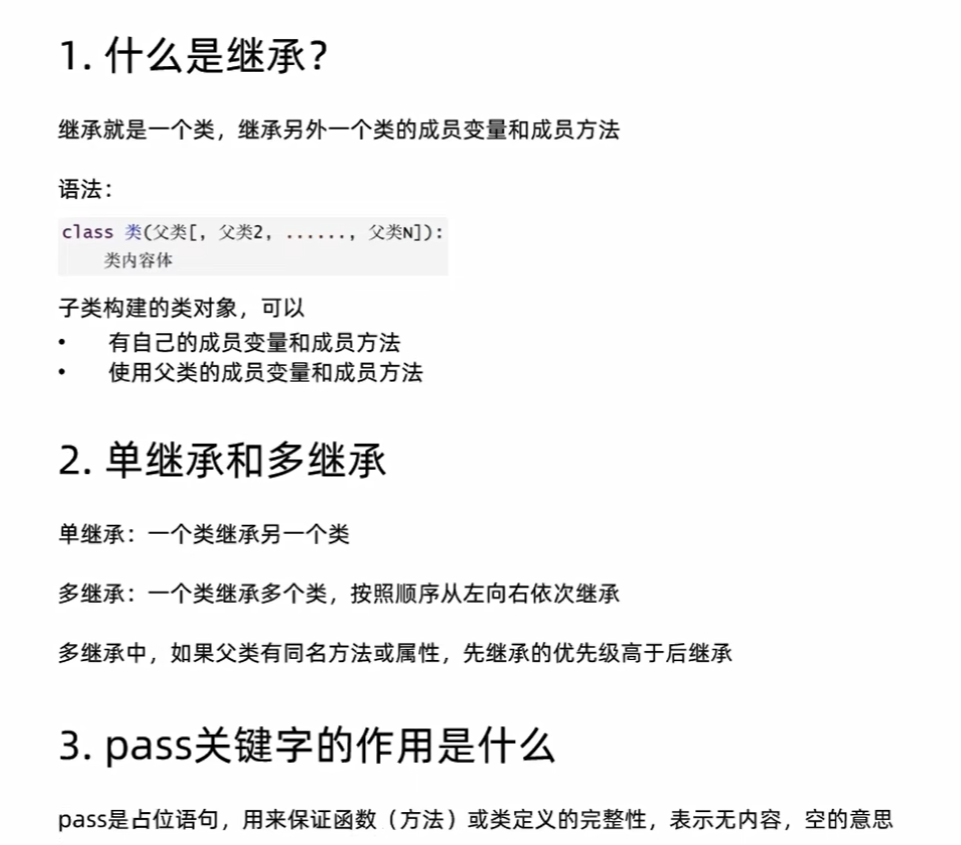 1. 什么是继承？
继承就是一个类，继承另外一个类的成员变量和成员方法
语法：
class 类(父类[, 父类2, ......, 父类N]):
类内容体
子类构建的类对象，可以
• 有自己的成员变量和成员方法
• 使用父类的成员变量和成员方法
2. 单继承和多继承
单继承：一个类继承另一个类
多继承：一个类继承多个类，按照顺序从左向右依次继承
多继承中，如果父类有同名方法或属性，先继承的优先级高于后继承
3. pass关键字的作用是什么
pass是占位语句，用来保证函数（方法）或类定义的完整性，表示无内容，空的意思